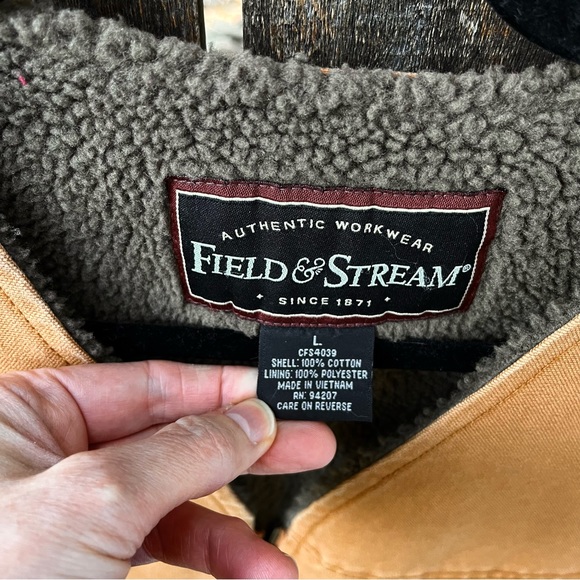 AUTHENTIC WORKWEAR
FIELD & STREAM®
• SINCE 1871 •
L
CFS4039
SHELL: 100% COTTON
LINING: 100% POLYESTER
MADE IN VIETNAM
RN: 94207
CARE ON REVERSE